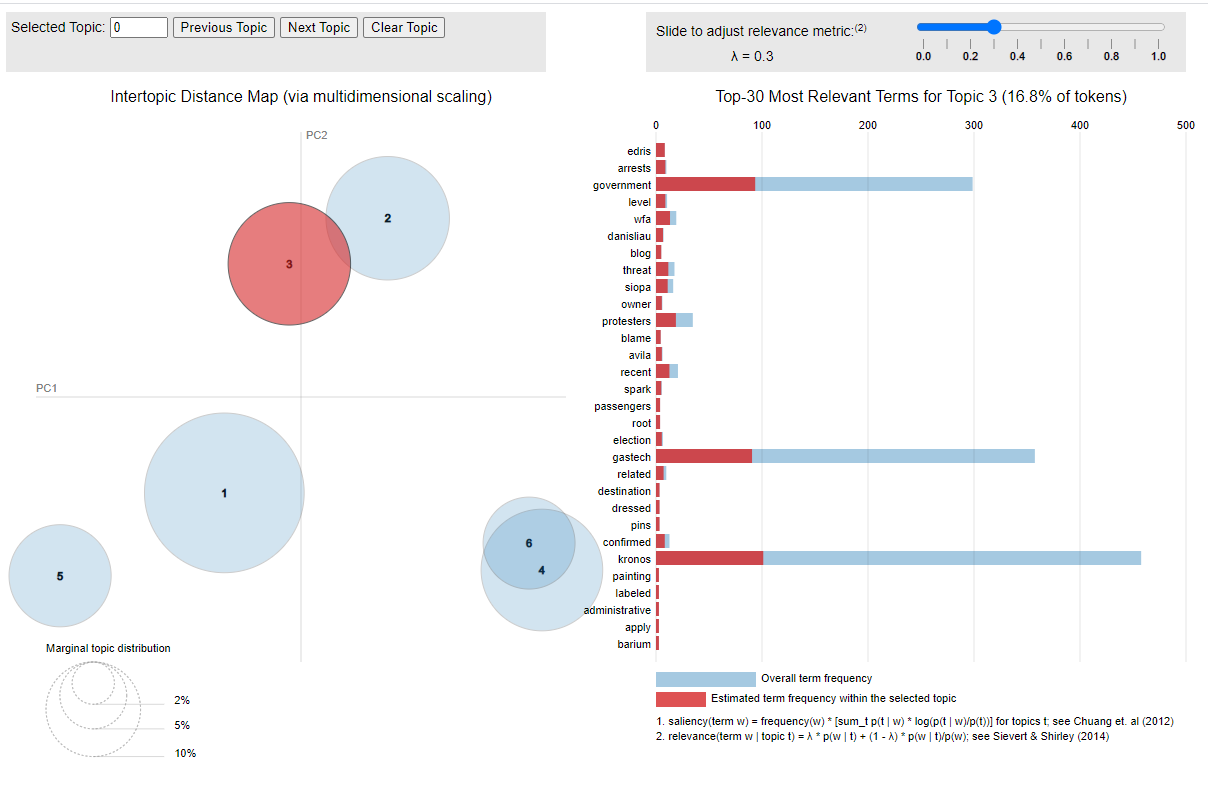 Selected Topic: 0 Previous Topic Next Topic Clear Topic
Slide to adjust relevance metric:(2)
λ = 0.3
0.0 0.2 0.4 0.6 0.8 1.0
Intertopic Distance Map (via multidimensional scaling)
PC2
PC1
2
3
1
5
6
4
Marginal topic distribution
2%
5%
10%
Top-30 Most Relevant Terms for Topic 3 (16.8% of tokens)
0 100 200 300 400 500
edris
arrests
government
level
wfa
danisliau
blog
threat
siopa
owner
protesters
blame
avila
recent
spark
passengers
root
election
gastech
related
destination
dressed
pins
confirmed
kronos
painting
labeled
administrative
apply
barium
Overall term frequency
Estimated term frequency within the selected topic
1. saliency(term w) = frequency(w) * [sum_t p(t | w) * log(p(t | w)/p(t))] for topics t; see Chuang et. al (2012)
2. relevance(term w | topic t) = λ * p(w | t) + (1 - λ) * p(w | t)/p(w); see Sievert & Shirley (2014)